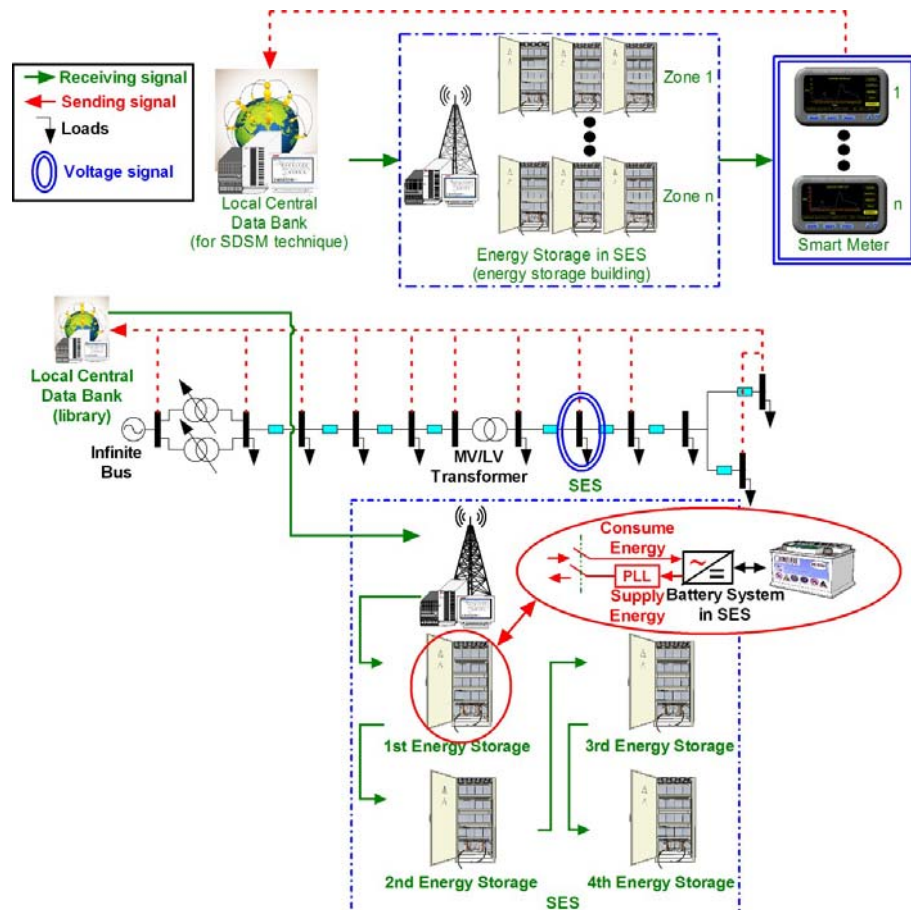 Receiving signal
Sending signal
Loads
Voltage signal
Local Central
Data Bank
(for SDSM technique)
Zone 1
Zone n
Energy Storage in SES
(energy storage building)
1
n
Smart Meter
Local Central
Data Bank
(library)
Infinite
Bus
MV/LV
Transformer
SES
Consume
Energy
PLL
Supply
Energy
Battery System
in SES
1st Energy Storage
3rd Energy Storage
2nd Energy Storage
4th Energy Storage
SES